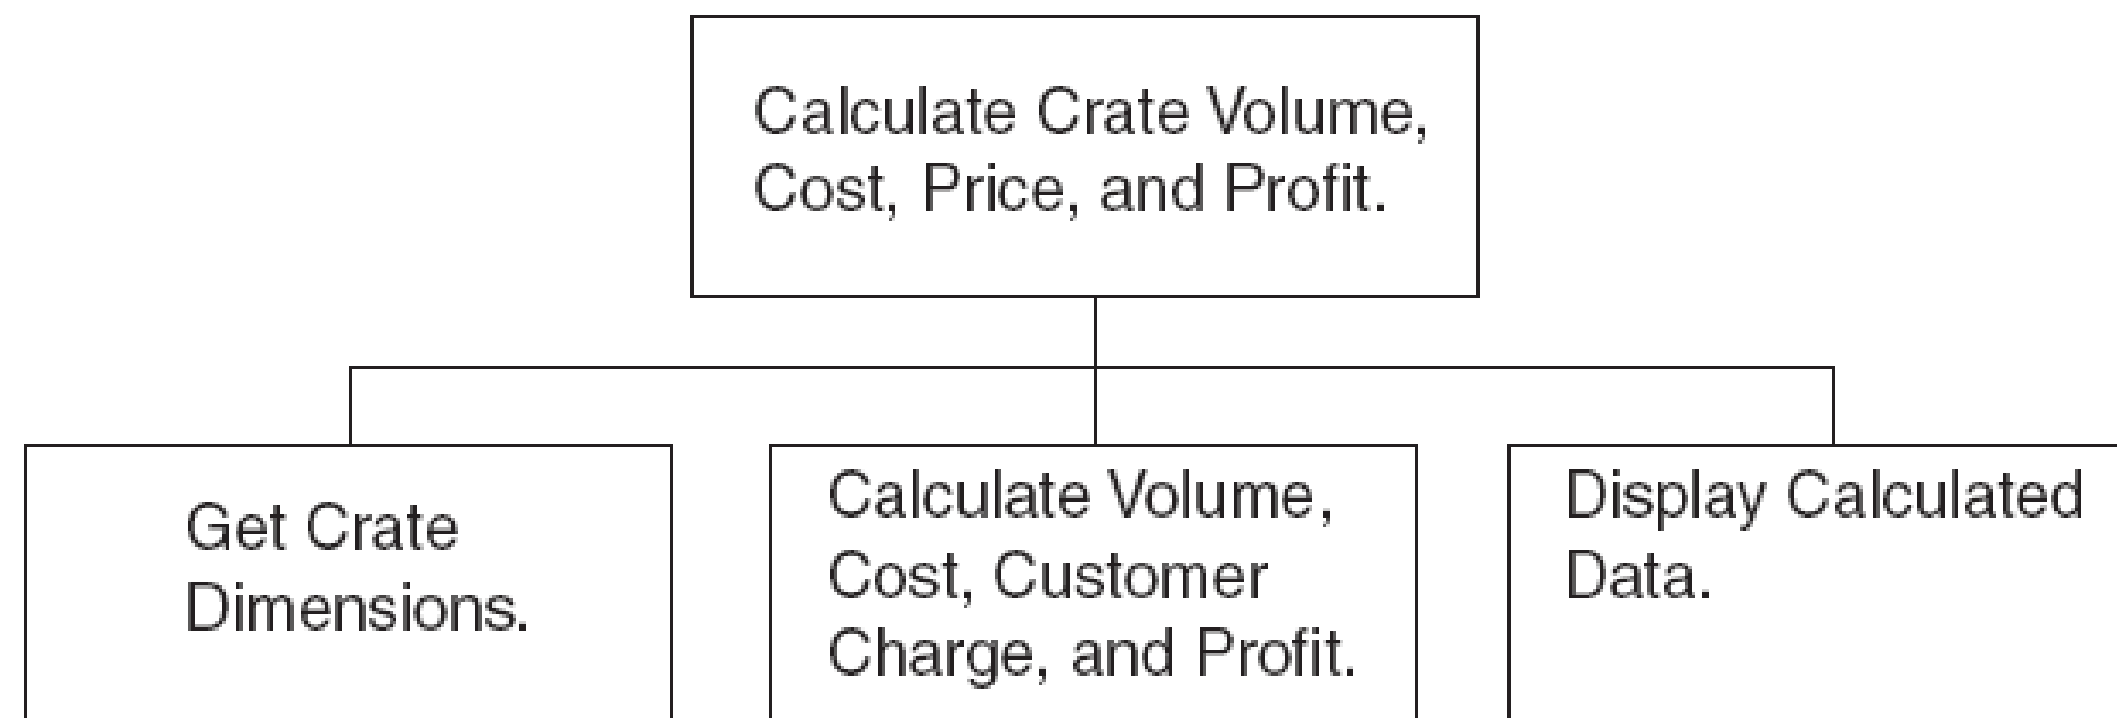 Calculate Crate Volume,
Cost, Price, and Profit.
Get Crate
Dimensions.
Calculate Volume,
Cost, Customer
Charge, and Profit.
Display Calculated
Data.